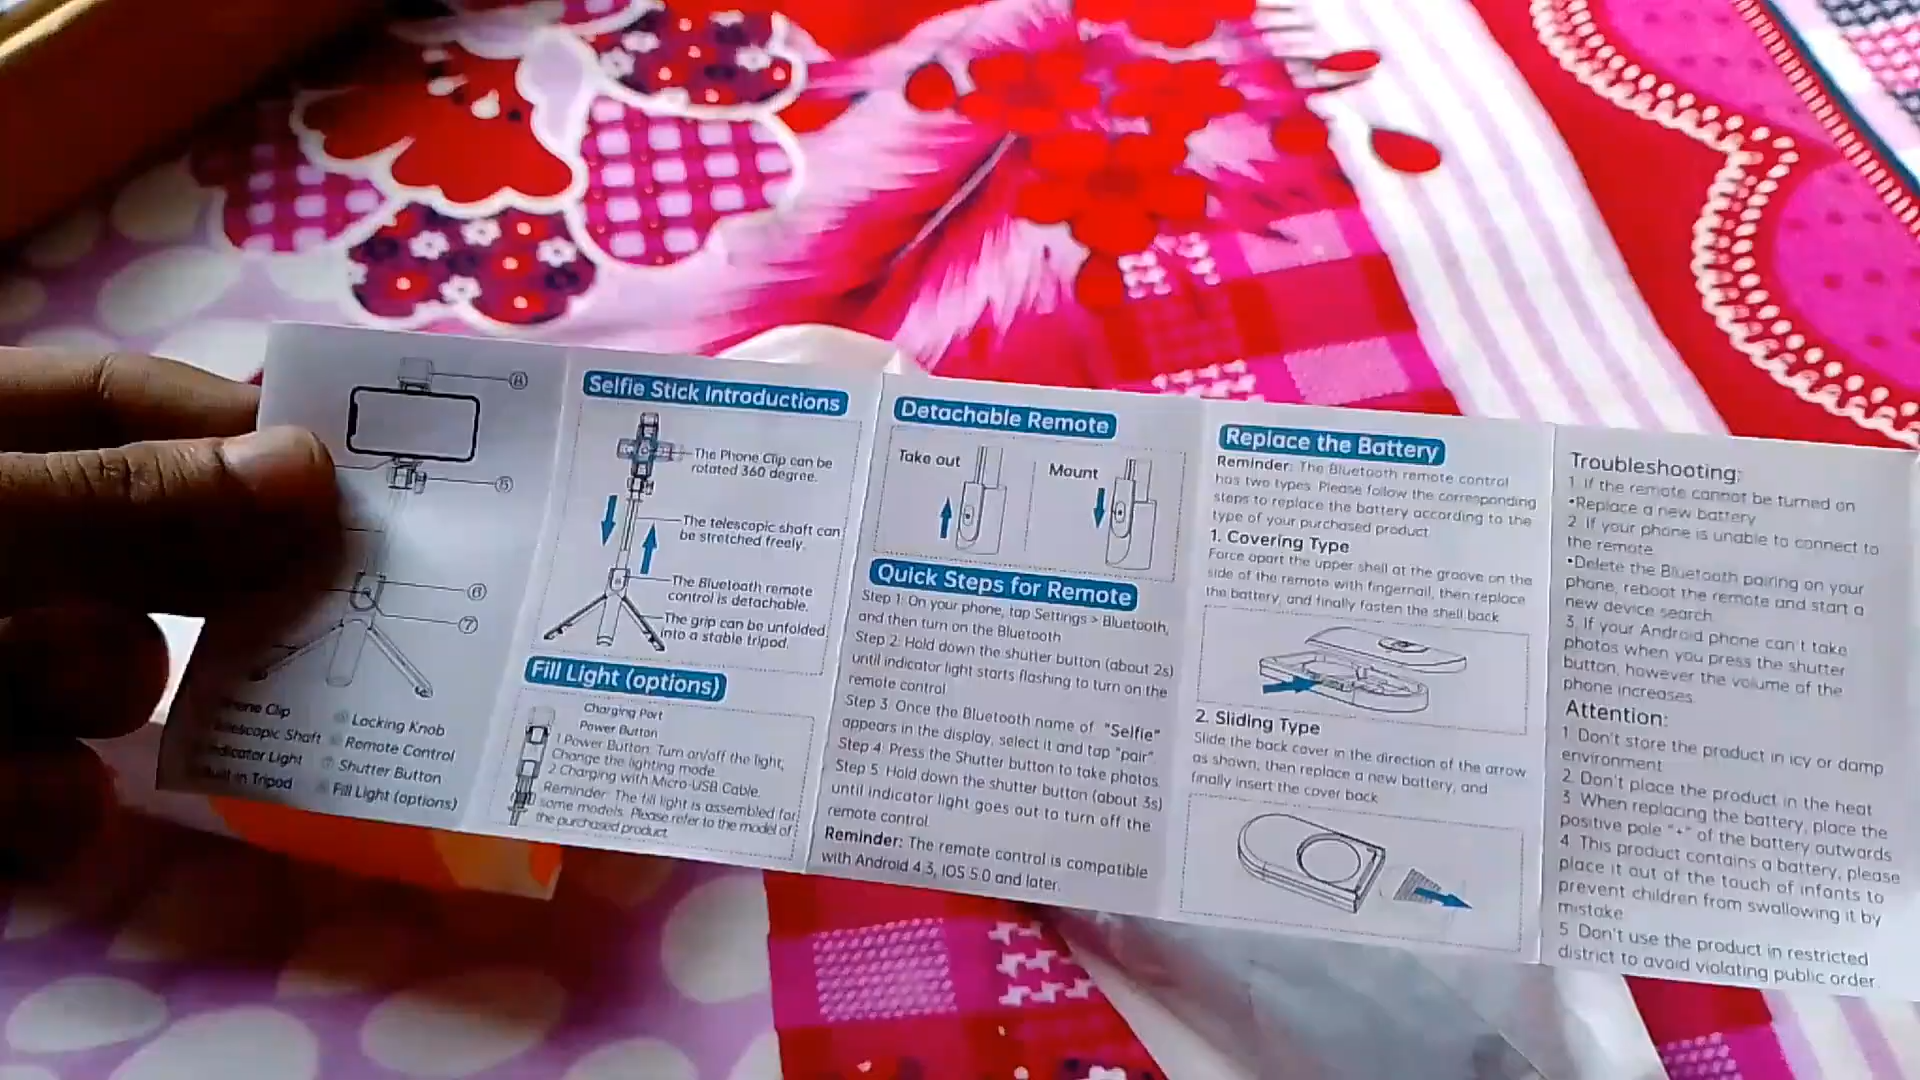 ⑧
⑤
⑥
⑦
Phone Clip
Telescopic Shaft
Indicator Light
Built in Tripod
Locking Knob
Remote Control
⑦ Shutter Button
Fill Light (options)
Selfie Stick Introductions
The Phone Clip can be
rotated 360 degree.
The telescopic shaft can
be stretched freely.
The Bluetooth remote
control is detachable.
The grip can be unfolded
into a stable tripod
Fill Light (options)
Charging Port
Power Button
1 Power Button: Turn on/off the light,
Change the lighting mode
2 Charging with Micro-USB Cable.
Reminder: The fill light is assembled for
some models. Please refer to the model of
the purchased product
Detachable Remote
Take out
Mount
Quick Steps for Remote
Step 1: On your phone, tap Settings > Bluetooth,
and then turn on the Bluetooth
Step 2: Hold down the shutter button (about 2s)
until indicator light starts flashing to turn on the
remote control
Step 3: Once the Bluetooth name of "Selfie"
appears in the display, select it and tap "pair"
Step 4: Press the Shutter button to take photos
Step 5: Hold down the shutter button (about 3s)
until indicator light goes out to turn off the
remote control
Reminder: The remote control is compatible
with Android 4.3, IOS 5.0 and later.
Replace the Battery
Reminder: The Bluetooth remote control
has two types. Please follow the corresponding
steps to replace the battery according to the
type of your purchased product
1. Covering Type
Force apart the upper shell at the groove on the
side of the remote with fingernail, then replace
the battery, and finally fasten the shell back
2. Sliding Type
Slide the back cover in the direction of the arrow
as shown, then replace a new battery, and
finally insert the cover back
Troubleshooting:
1. If the remote cannot be turned on
•Replace a new battery
2. If your phone is unable to connect to
the remote
•Delete the Bluetooth pairing on your
phone, reboot the remote and start a
new device search.
3. If your Android phone can't take
photos when you press the shutter
button, however the volume of the
phone increases
Attention:
1 Don't store the product in icy or damp
environment
2. Don't place the product in the heat
3 When replacing the battery, place the
positive pole "+" of the battery outwards
4 This product contains a battery, please
place it out of the touch of infants to
prevent children from swallowing it by
mistake
5 Don't use the product in restricted
district to avoid violating public order.